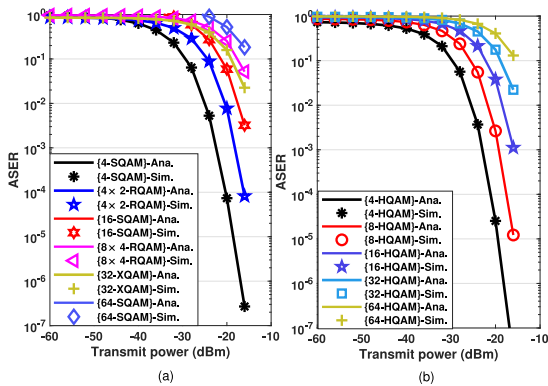 (a)
10^0
10^-1
10^-2
10^-3
10^-4
10^-5
10^-6
10^-7
ASER
{4-SQAM}-Ana.
{4-SQAM}-Sim.
{4× 2-RQAM}-Ana.
{4× 2-RQAM}-Sim.
{16-SQAM}-Ana.
{16-SQAM}-Sim.
{8× 4-RQAM}-Ana.
{8× 4-RQAM}-Sim.
{32-XQAM}-Ana.
{32-XQAM}-Sim.
{64-SQAM}-Ana.
{64-SQAM}-Sim.
-60 -50 -40 -30 -20 -10
Transmit power (dBm)
(b)
10^0
10^-1
10^-2
10^-3
10^-4
10^-5
10^-6
10^-7
ASER
{4-HQAM}-Ana.
{4-HQAM}-Sim.
{8-HQAM}-Ana.
{8-HQAM}-Sim.
{16-HQAM}-Ana.
{16-HQAM}-Sim.
{32-HQAM}-Ana.
{32-HQAM}-Sim.
{64-HQAM}-Ana.
{64-HQAM}-Sim.
-60 -50 -40 -30 -20 -10
Transmit power (dBm)